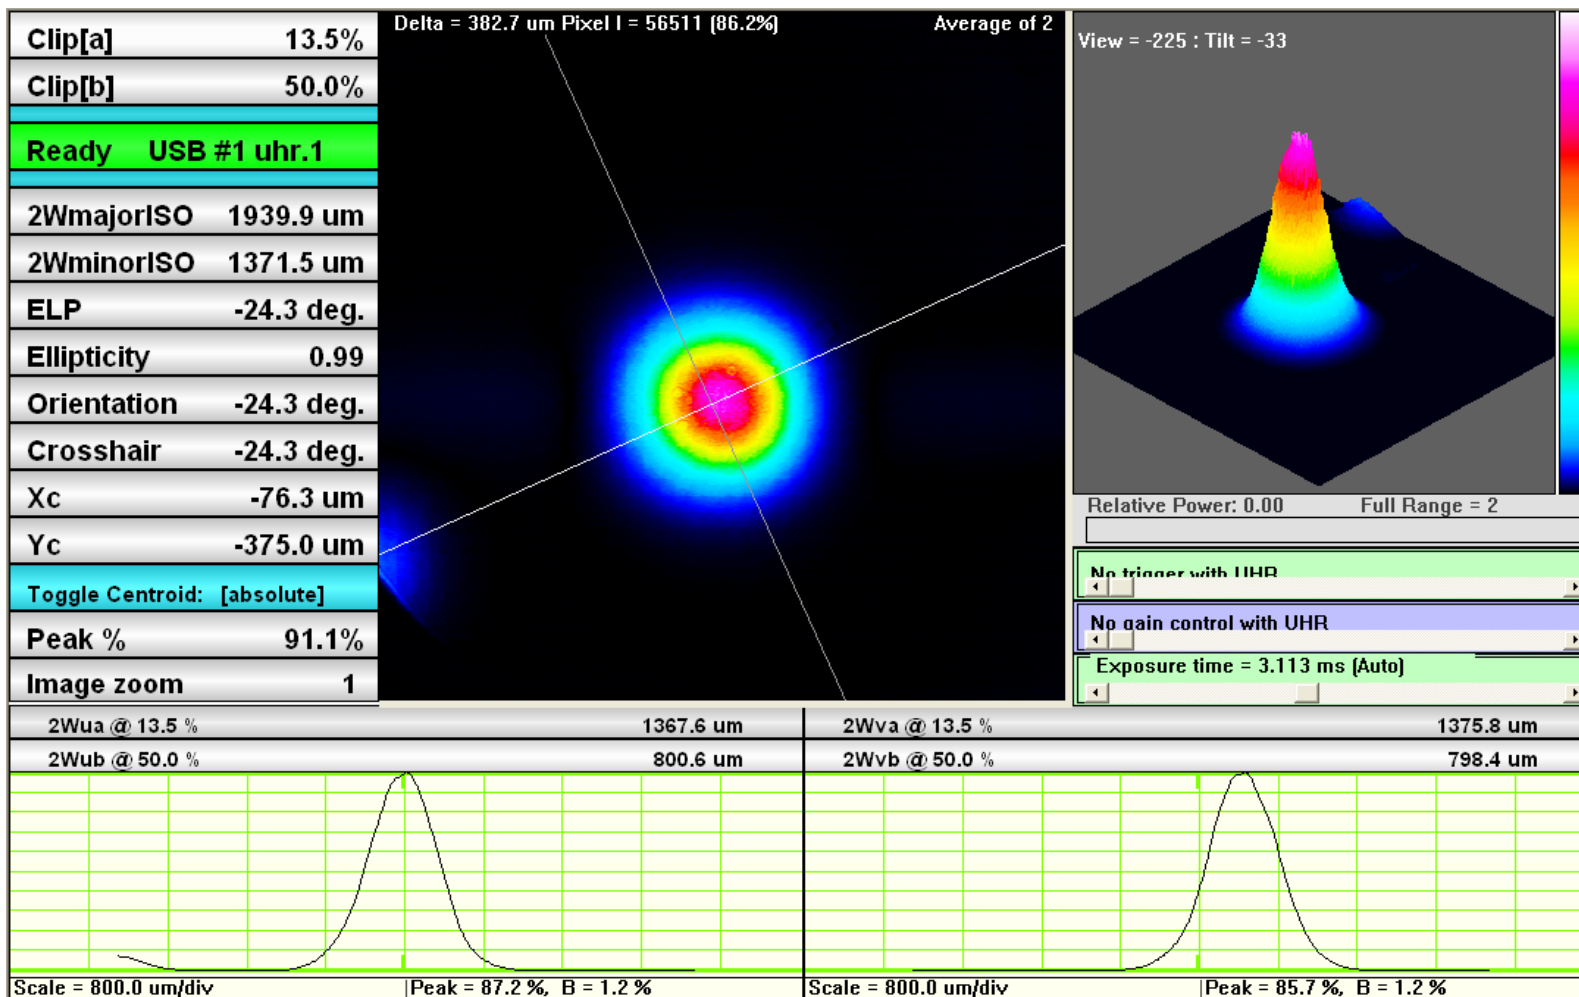 Clip[a] 13.5%
Clip[b] 50.0%
Ready USB #1 uhr.1
2WmajorISO 1939.9 um
2WminorISO 1371.5 um
ELP -24.3 deg.
Ellipticity 0.99
Orientation -24.3 deg.
Crosshair -24.3 deg.
Xc -76.3 um
Yc -375.0 um
Toggle Centroid: [absolute]
Peak % 91.1%
Image zoom 1
Delta = 382.7 um Pixel I = 56511 (86.2%) Average of 2
View = -225 : Tilt = -33
Relative Power: 0.00 Full Range = 2
No trigger with UHR
No gain control with UHR
Exposure time = 3.113 ms (Auto)
2Wua @ 13.5 % 1367.6 um
2Wub @ 50.0 % 800.6 um
2Wva @ 13.5 % 1375.8 um
2Wvb @ 50.0 % 798.4 um
Scale = 800.0 um/div Peak = 87.2 %, B = 1.2 %
Scale = 800.0 um/div Peak = 85.7 %, B = 1.2 %